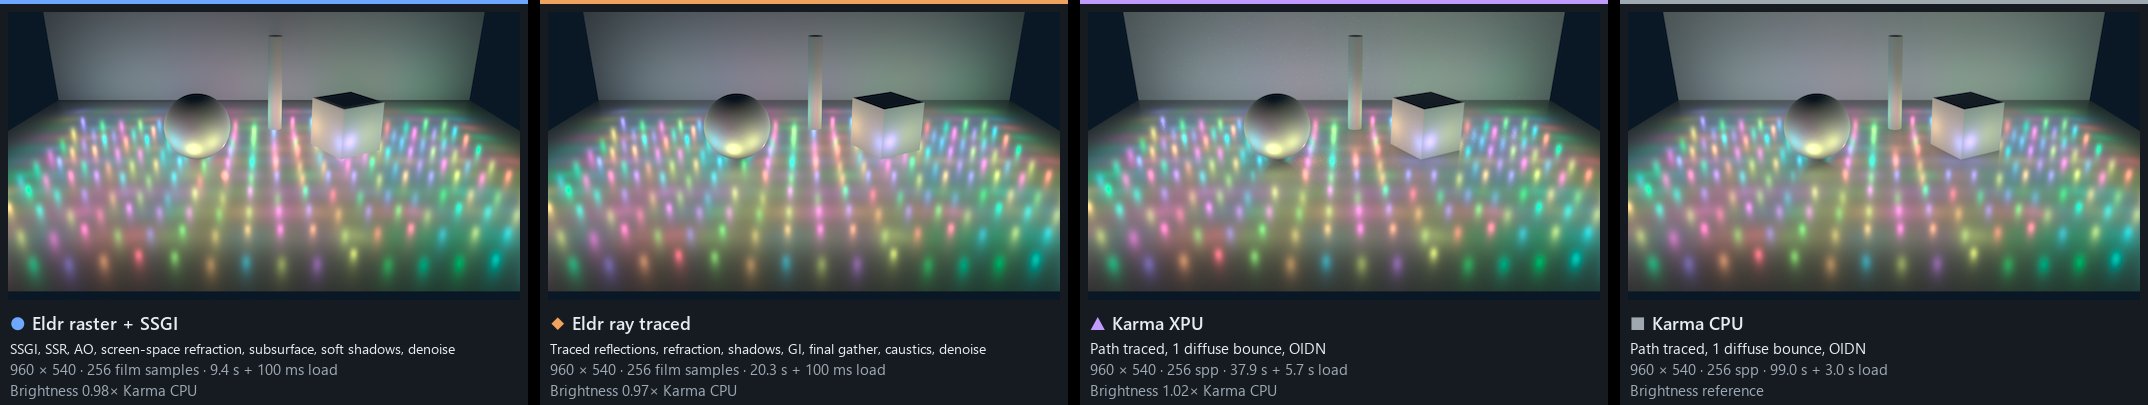 Eldr raster + SSGI
SSGI, SSR, AO, screen-space refraction, subsurface, soft shadows, denoise
960 × 540 · 256 film samples · 9.4 s + 100 ms load
Brightness 0.98× Karma CPU
Eldr ray traced
Traced reflections, refraction, shadows, GI, final gather, caustics, denoise
960 × 540 · 256 film samples · 20.3 s + 100 ms load
Brightness 0.97× Karma CPU
Karma XPU
Path traced, 1 diffuse bounce, OIDN
960 × 540 · 256 spp · 37.9 s + 5.7 s load
Brightness 1.02× Karma CPU
Karma CPU
Path traced, 1 diffuse bounce, OIDN
960 × 540 · 256 spp · 99.0 s + 3.0 s load
Brightness reference